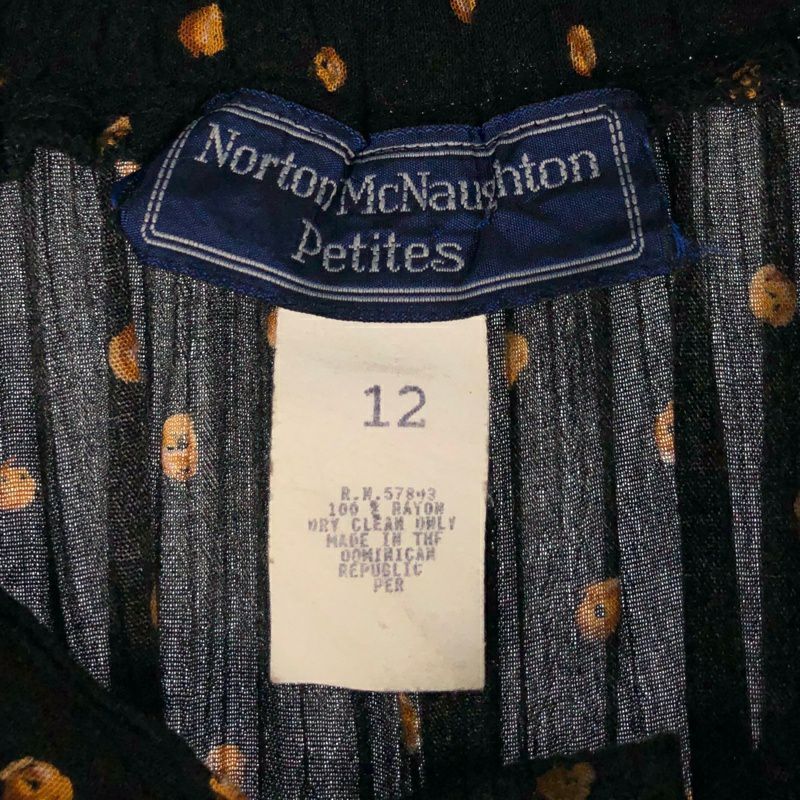 Norton McNaughton
Petites
12
R.N.57843
100 % RAYON
DRY CLEAN ONLY
MADE IN THE
DOMINICAN
REPUBLIC
PER